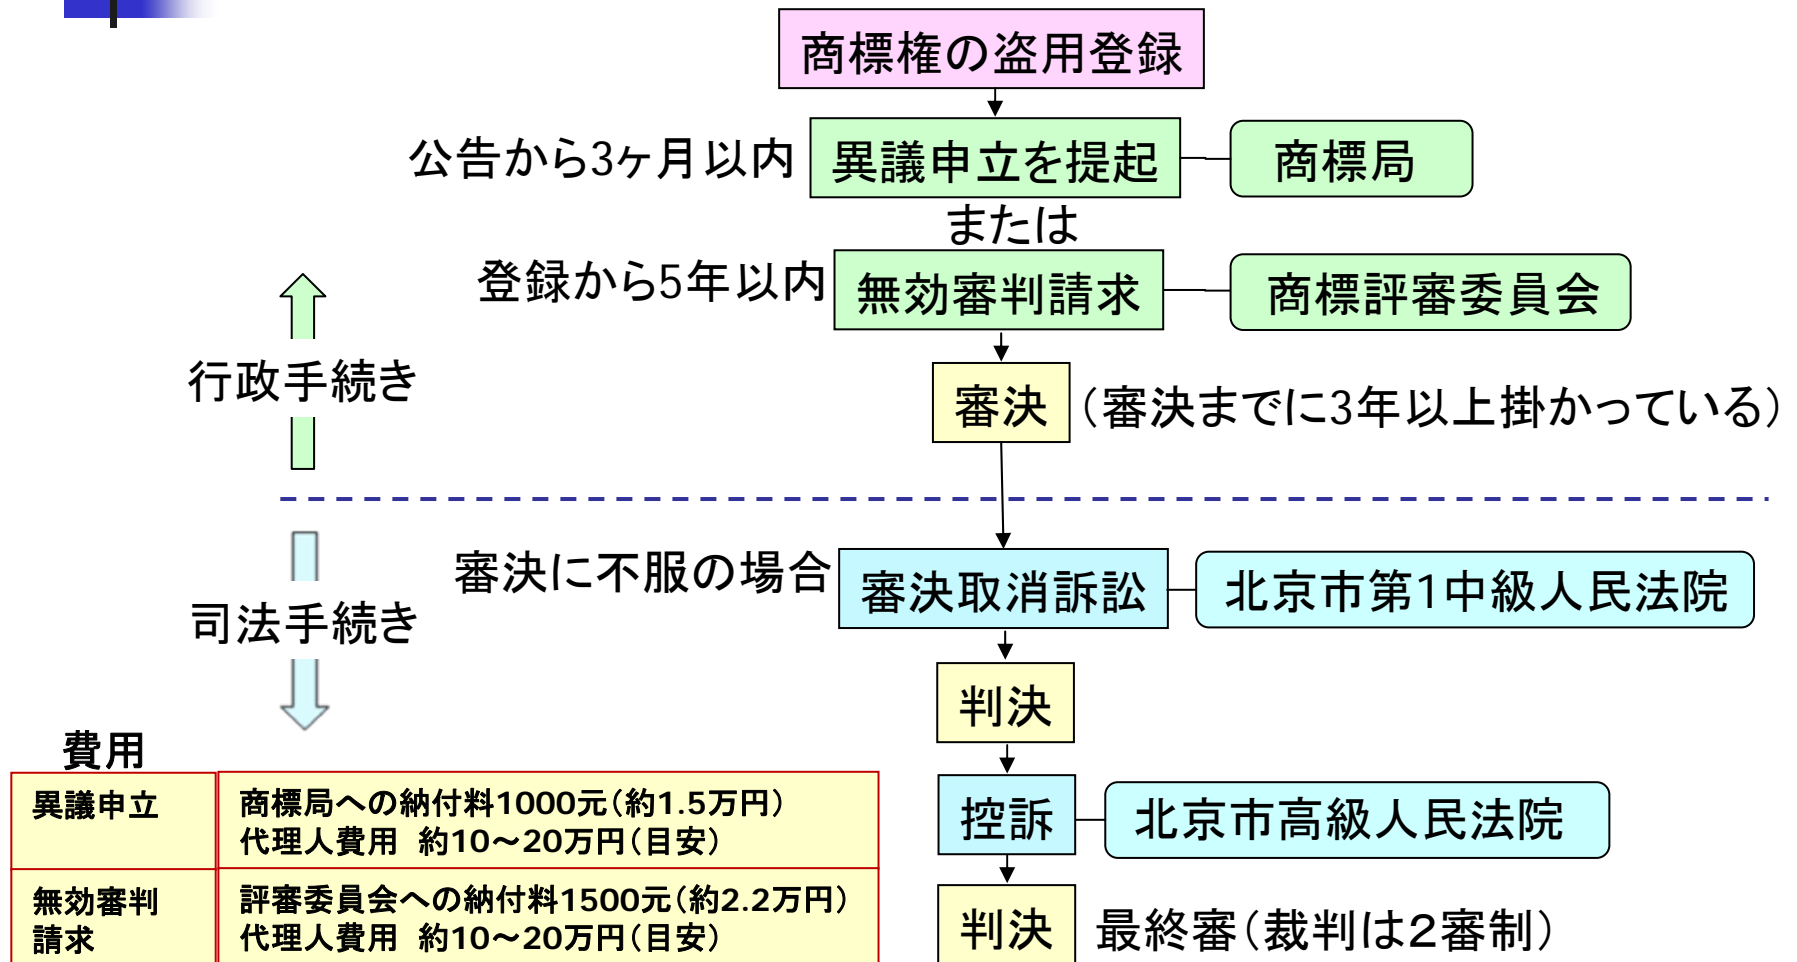 商標権の盗用登録
公告から3ヶ月以内 異議申立を提起 商標局
または
登録から5年以内 無効審判請求 商標評審委員会
行政手続き
審決 (審決までに3年以上掛かっている)
審決に不服の場合 審決取消訴訟 北京市第1中級人民法院
司法手続き
判決
控訴 北京市高級人民法院
判決 最終審(裁判は2審制)
費用
異議申立 商標局への納付料1000元(約1.5万円)
代理人費用 約10～20万円(目安)
無効審判 評審委員会への納付料1500元(約2.2万円)
請求 代理人費用 約10～20万円(目安)